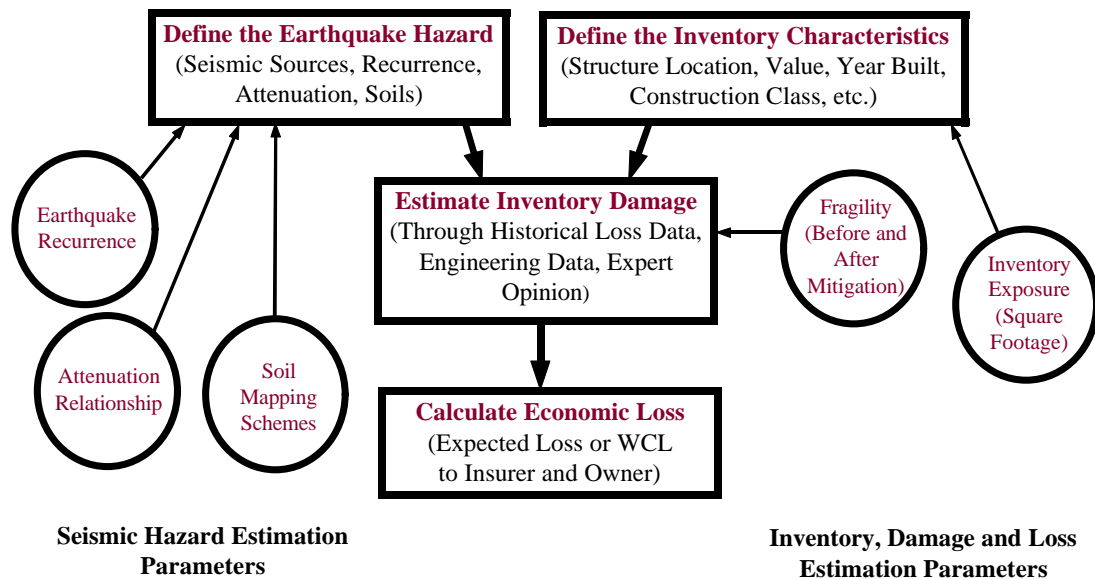 Define the Earthquake Hazard
(Seismic Sources, Recurrence,
Attenuation, Soils)
Define the Inventory Characteristics
(Structure Location, Value, Year Built,
Construction Class, etc.)
Earthquake
Recurrence
Estimate Inventory Damage
(Through Historical Loss Data,
Engineering Data, Expert
Opinion)
Fragility
(Before and
After
Mitigation)
Inventory
Exposure
(Square
Footage)
Attenuation
Relationship
Soil
Mapping
Schemes
Calculate Economic Loss
(Expected Loss or WCL
to Insurer and Owner)
Seismic Hazard Estimation
Parameters
Inventory, Damage and Loss
Estimation Parameters